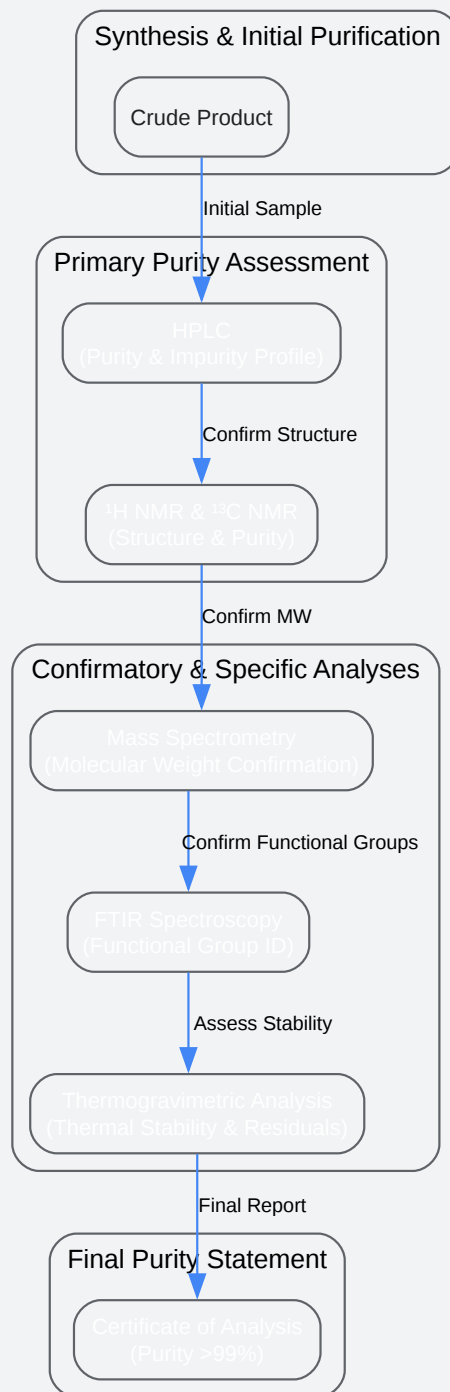 Synthesis & Initial Purification
Crude Product
Initial Sample
Primary Purity Assessment
HPLC
(Purity & Impurity Profile)
Confirm Structure
¹H NMR & ¹³C NMR
(Structure & Purity)
Confirm MW
Confirmatory & Specific Analyses
Mass Spectrometry
(Molecular Weight Confirmation)
Confirm Functional Groups
FTIR Spectroscopy
(Functional Group ID)
Assess Stability
Thermogravimetric Analysis
(Thermal Stability & Residuals)
Final Report
Final Purity Statement
Certificate of Analysis
(Purity >99%)